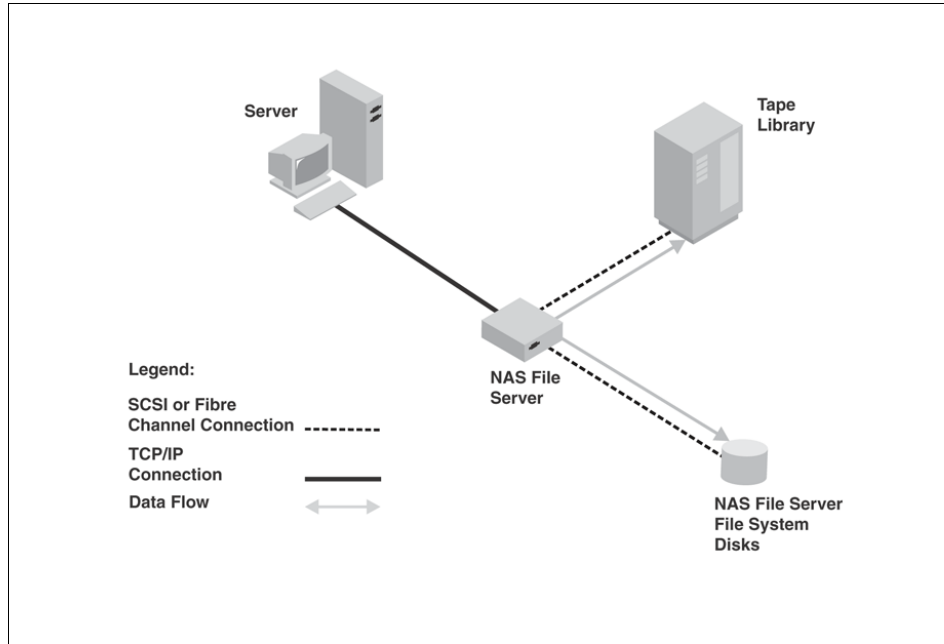 Server
Tape
Library
NAS File
Server
Legend:
SCSI or Fibre
Channel Connection
TCP/IP
Connection
Data Flow
NAS File Server
File System
Disks